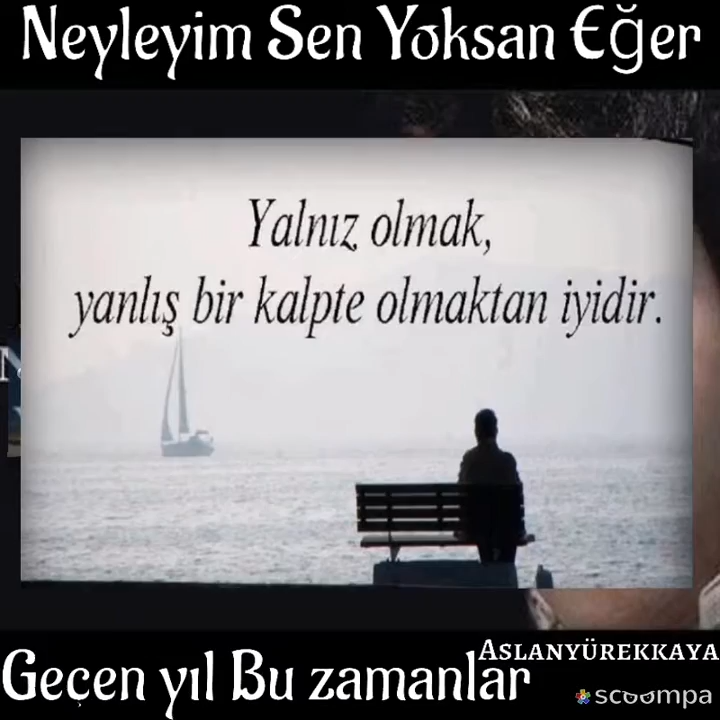 Neyleyim Sen Yoksan Eğer
Yalnız olmak,
yanlış bir kalpte olmaktan iyidir.
ASLANYÜREKKAYA
Geçen yıl Bu zamanlar
scoompa